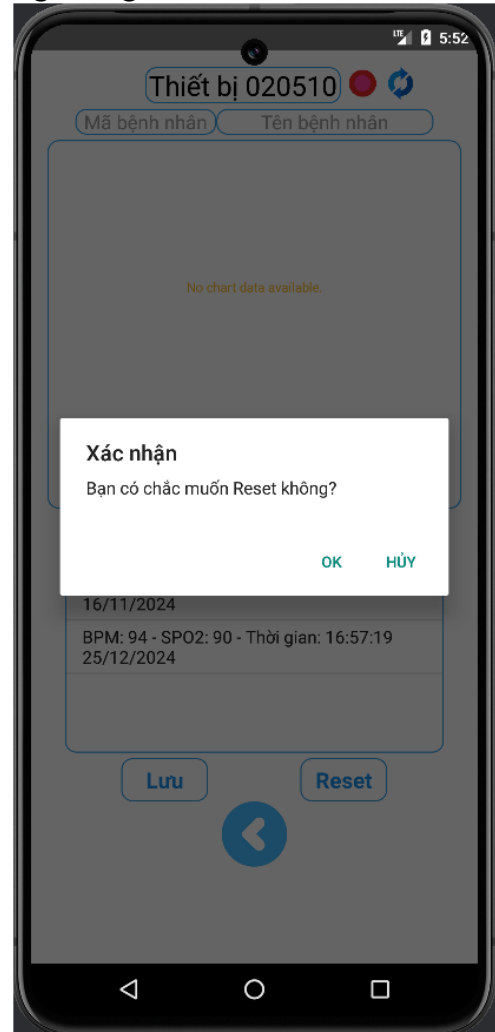 LTE 5:52
Thiết bị 020510
Mã bệnh nhân Tên bệnh nhân
No chart data available.
Xác nhận
Bạn có chắc muốn Reset không?
OK HỦY
16/11/2024
BPM: 94 - SPO2: 90 - Thời gian: 16:57:19
25/12/2024
Lưu Reset